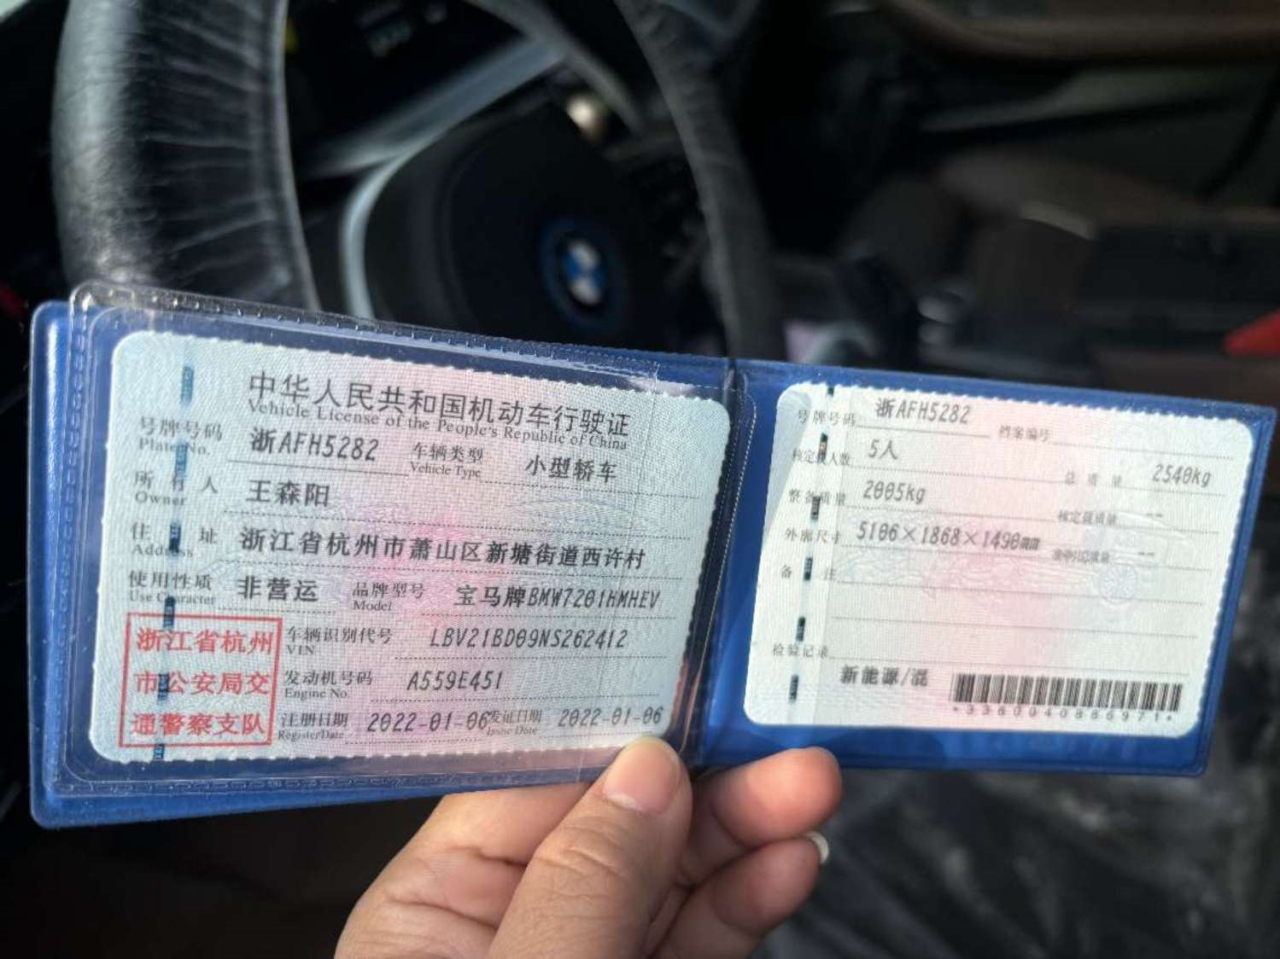 中华人民共和国机动车行驶证
Vehicle License of the People's Republic of China
号牌号码 浙AFH5282 车辆类型 小型轿车
Plate No. Vehicle Type
所有人 王森阳
Owner
住址 浙江省杭州市萧山区新塘街道西许村
Address
使用性质 非营运 品牌型号 宝马牌BMW7201HMHEV
Use Character Model
浙江省杭州
市公安局交
通警察支队
车辆识别代号 LBV21BD09NS262412
VIN
发动机号码 A559E451
Engine No.
注册日期 2022-01-06 发证日期 2022-01-06
Register Date Issue Date
号牌号码 浙AFH5282 档案编号
核定载人数 5人 总质量 2540kg
整备质量 2005kg 核定载质量 --
外廓尺寸 5106×1868×1490mm --
备注
检验记录
新能源/混
*3360040886971*